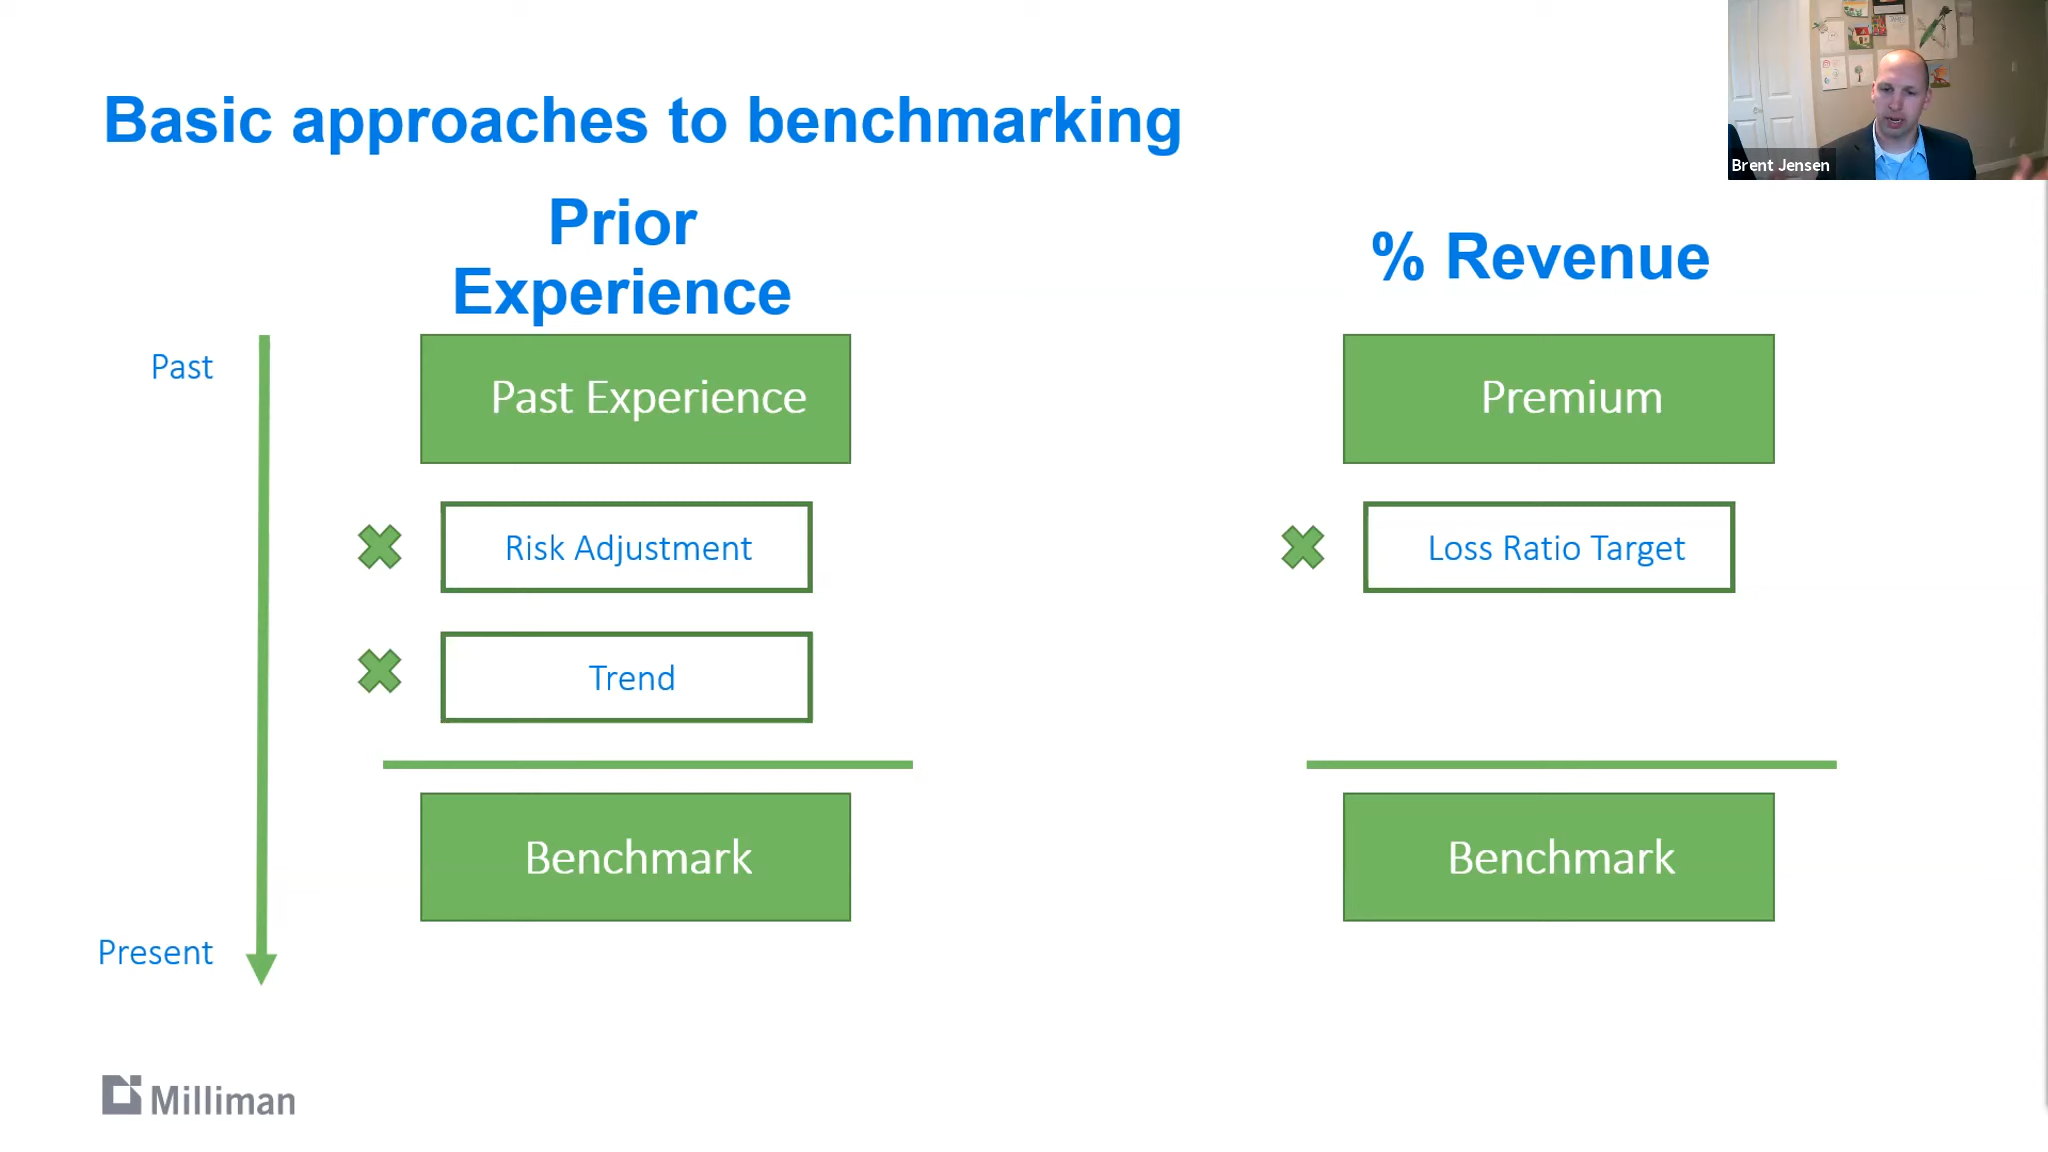 Basic approaches to benchmarking
Brent Jensen
Prior
Experience
% Revenue
Past
Past Experience
Premium
Risk Adjustment
Loss Ratio Target
Trend
Benchmark
Benchmark
Present
Milliman